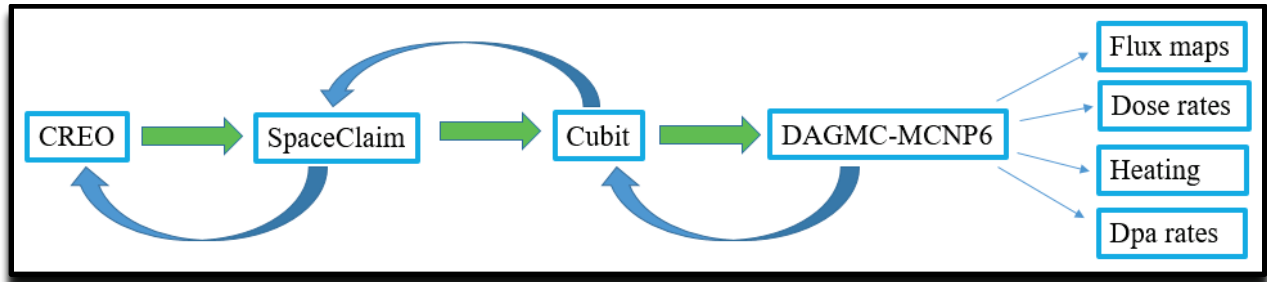 CREO
SpaceClaim
Cubit
DAGMC-MCNP6
Flux maps
Dose rates
Heating
Dpa rates